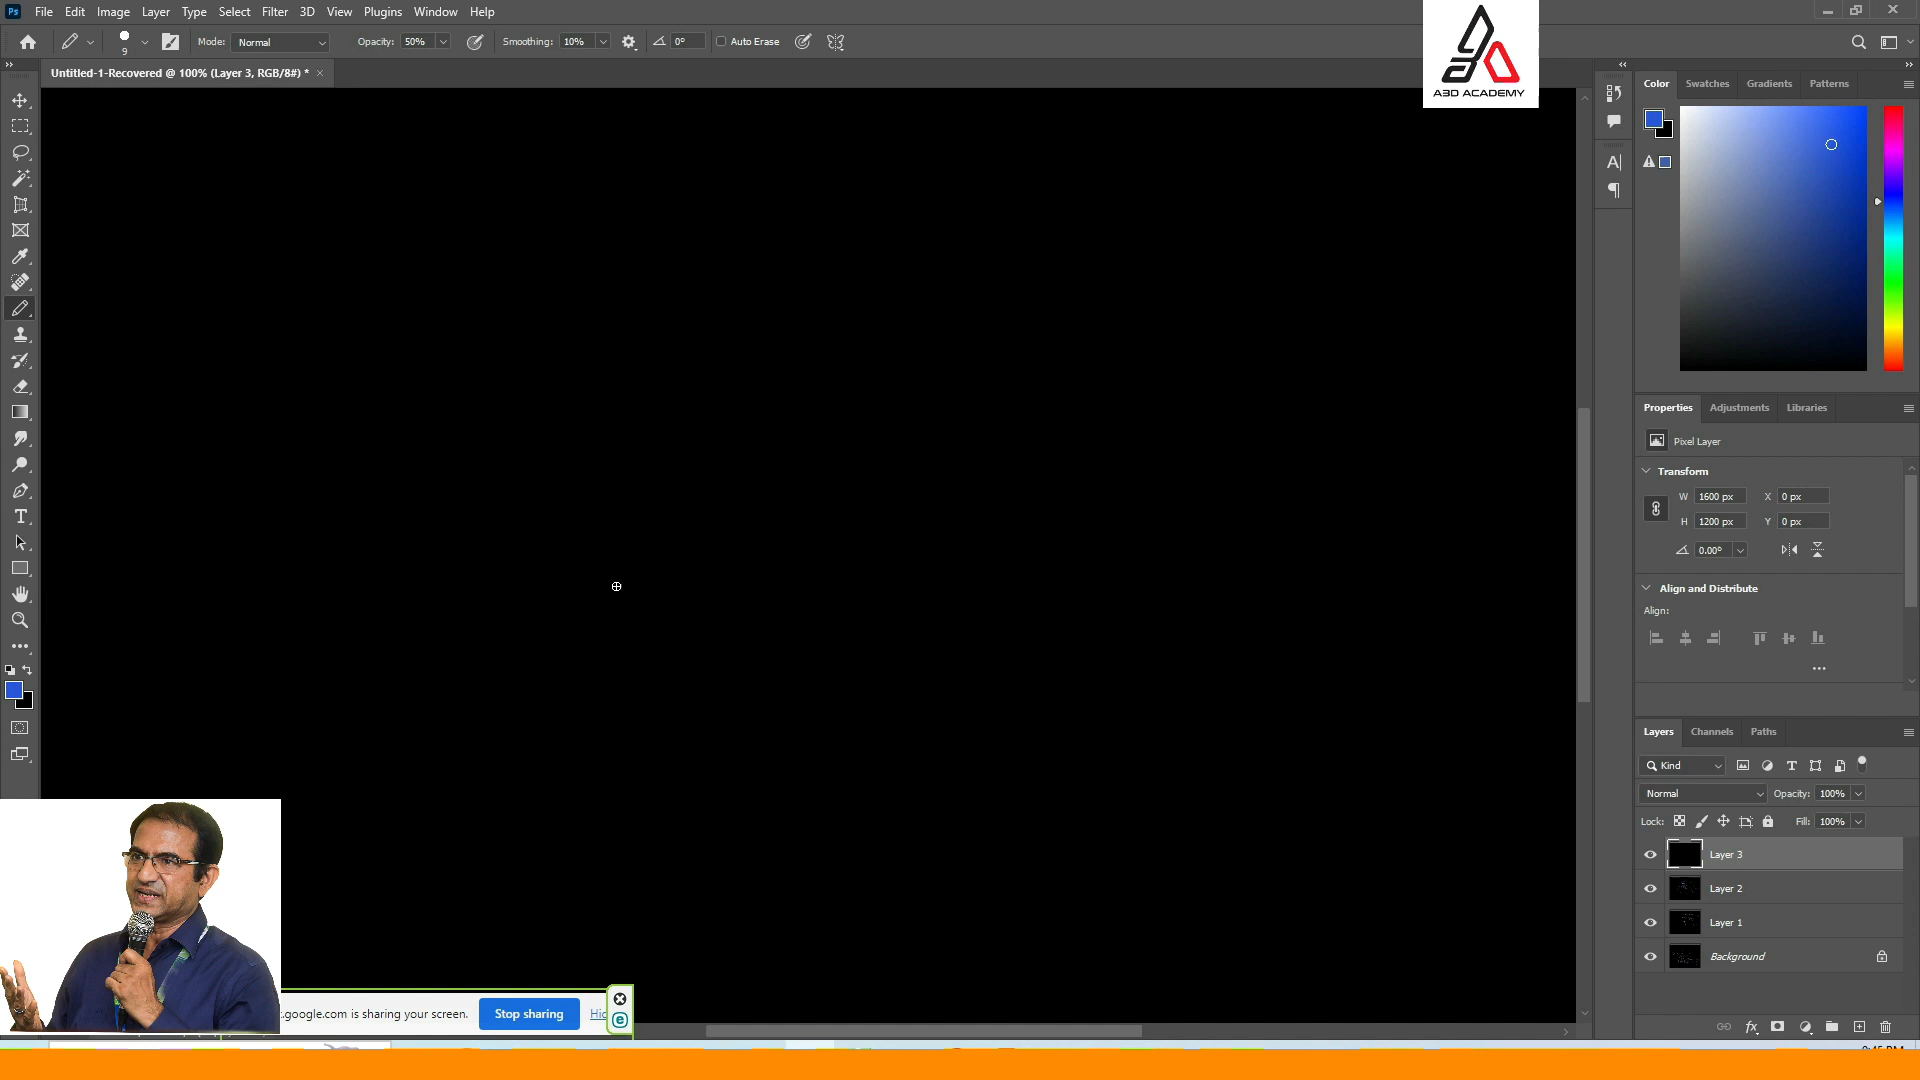 Ps File Edit Image Layer Type Select Filter 3D View Plugins Window Help
9 Mode: Normal Opacity: 50% Smoothing: 10% 0° Auto Erase
A3D ACADEMY
Untitled-1-Recovered @ 100% (Layer 3, RGB/8#) * ×
Color Swatches Gradients Patterns
Properties Adjustments Libraries
Pixel Layer
Transform
W 1600 px X 0 px
H 1200 px Y 0 px
0.00°
Align and Distribute
Align:
Layers Channels Paths
Kind
Normal Opacity: 100%
Lock: Fill: 100%
Layer 3
Layer 2
Layer 1
Background
.google.com is sharing your screen. Stop sharing